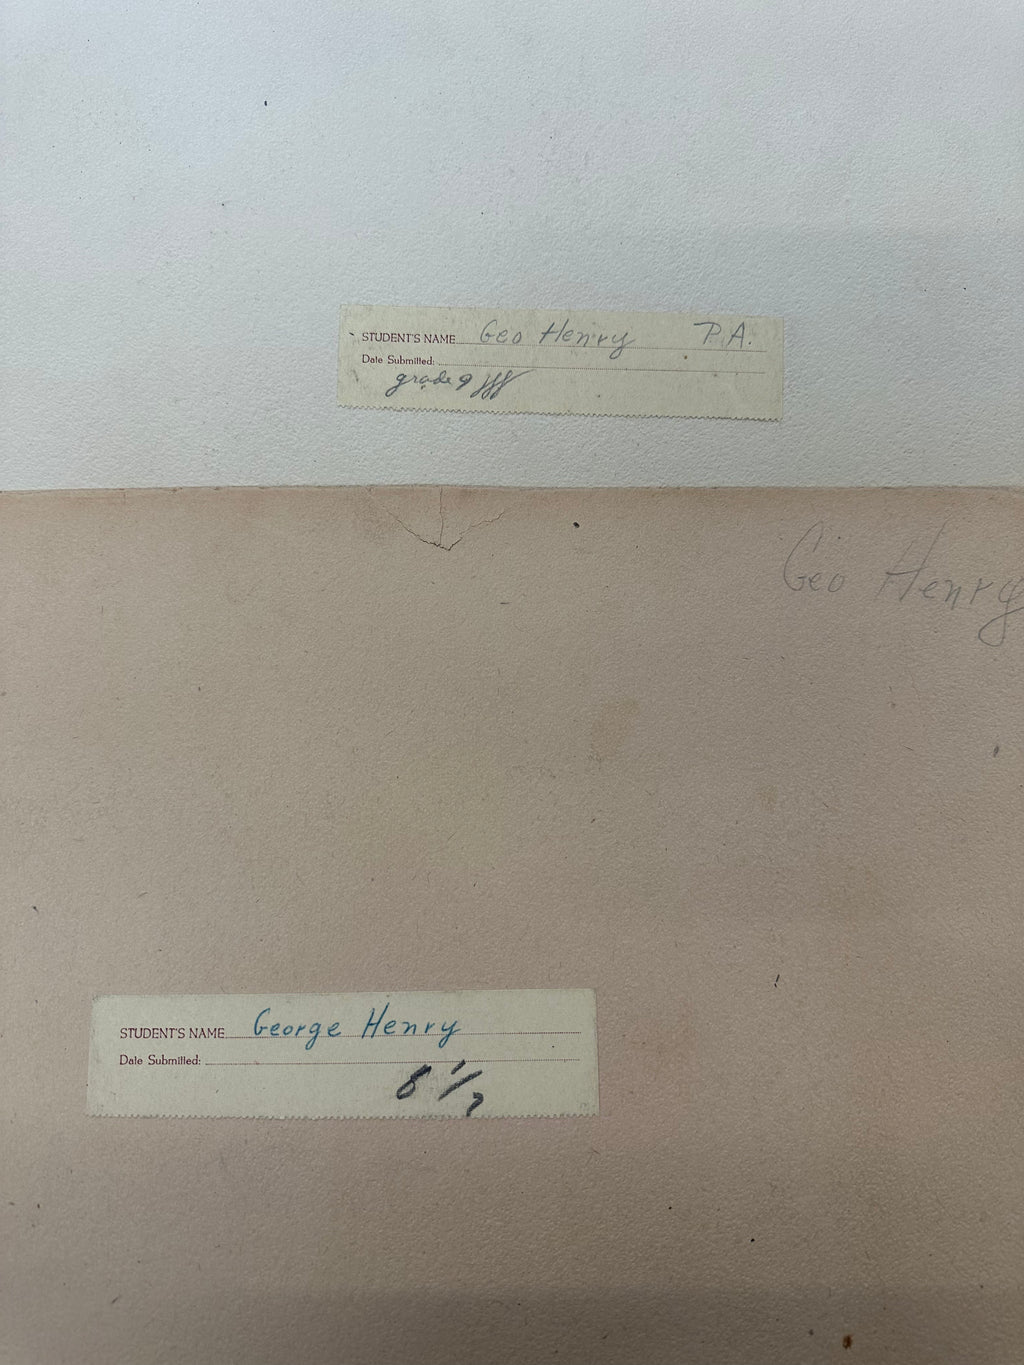 STUDENT'S NAME Geo Henry P.A.
Date Submitted:
grade 9
Geo Henry
STUDENT'S NAME George Henry
Date Submitted:
8 1/2